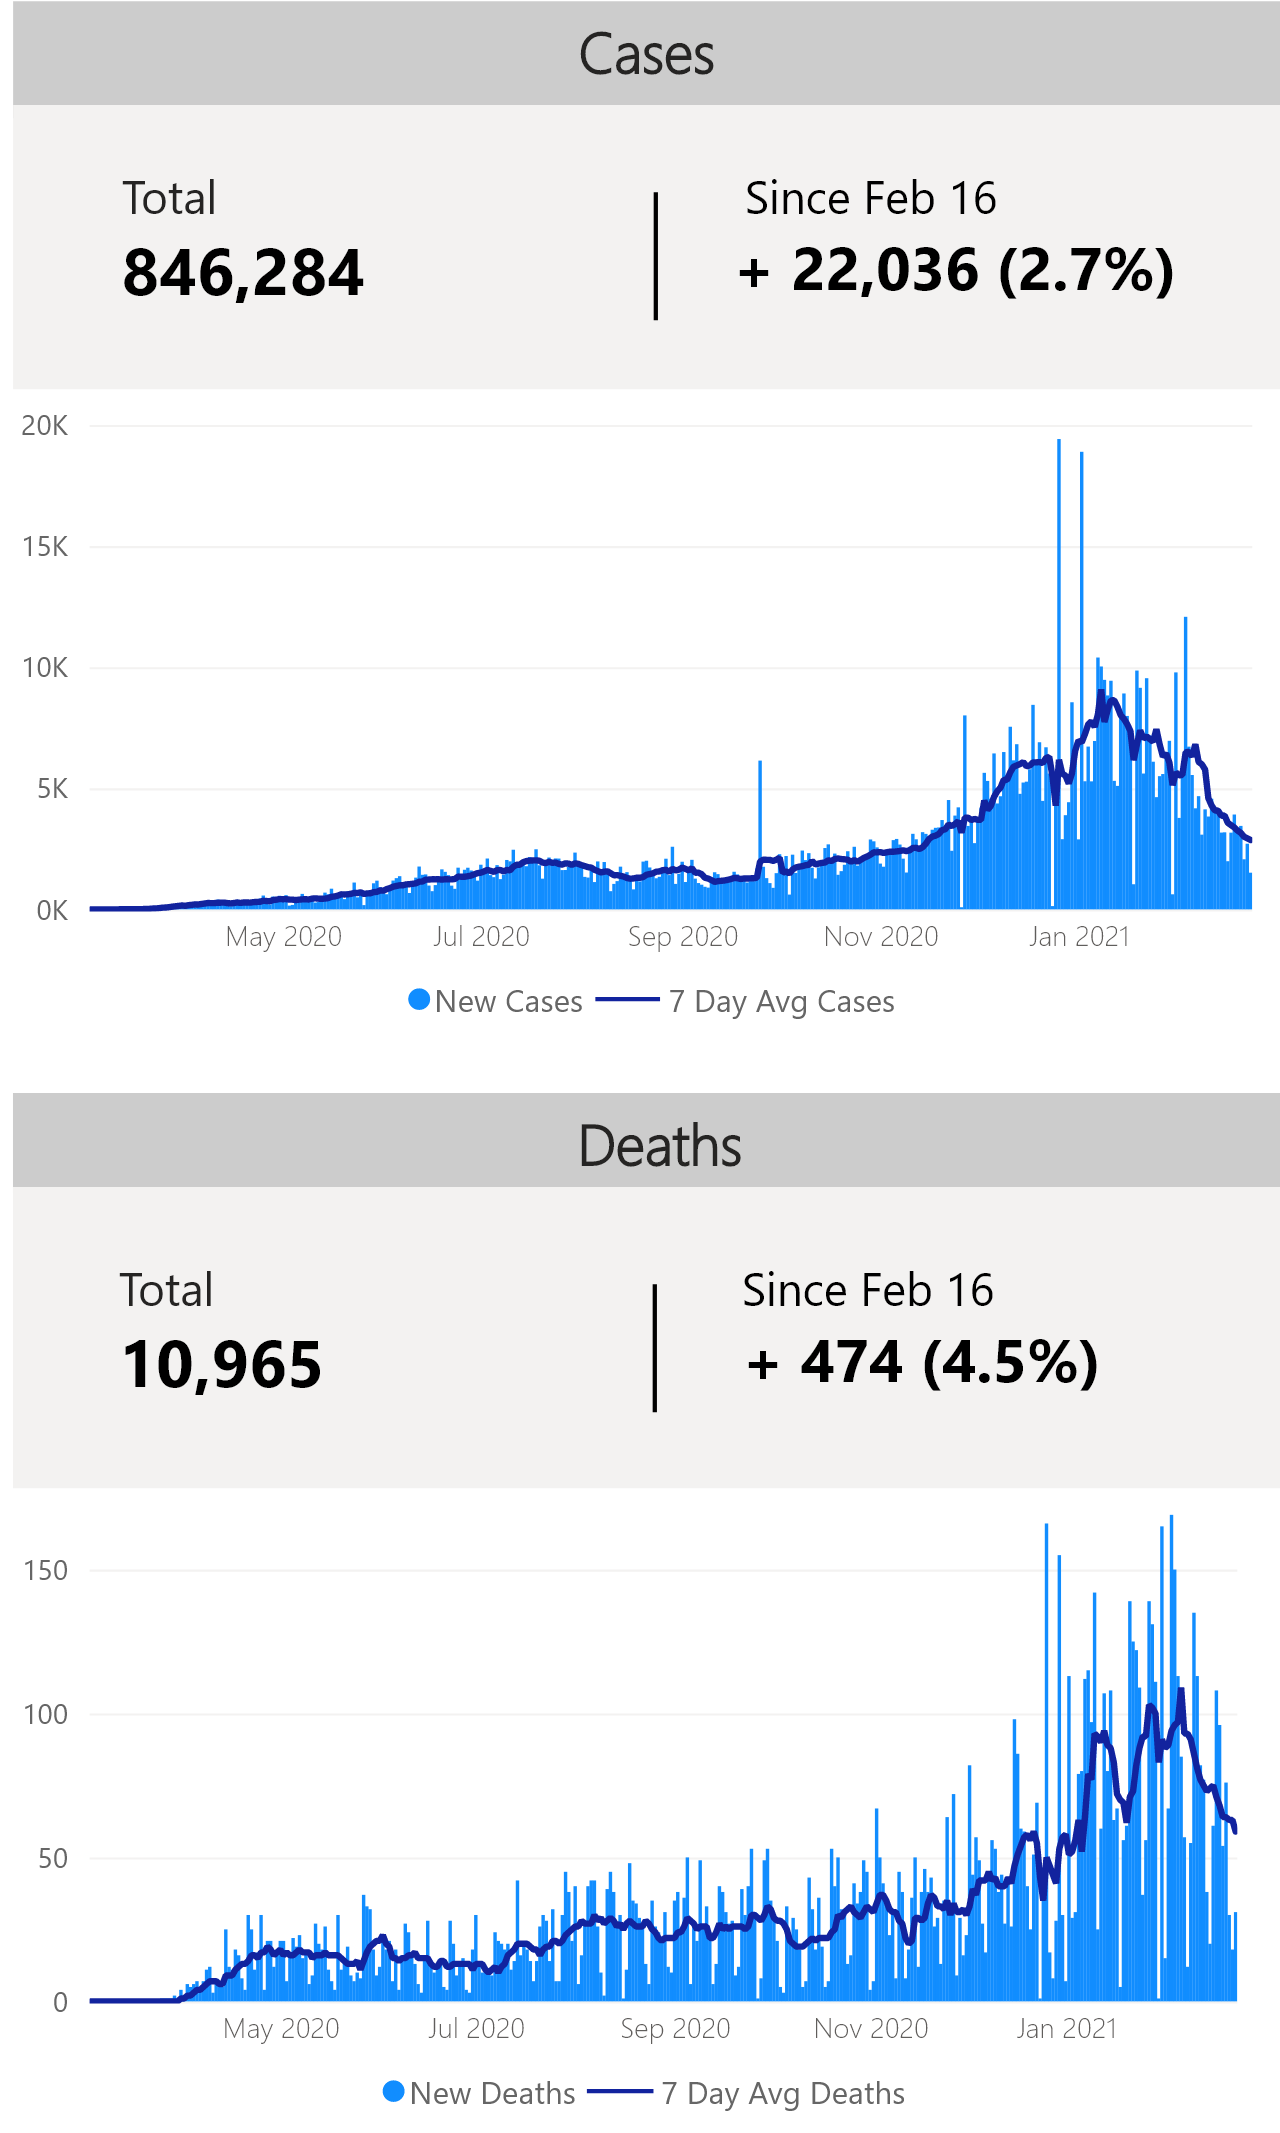 Cases
Total
Since Feb 16
846,284
+ 22,036 (2.7%)
20K
15K
10K
5K
0K
May 2020
Jul 2020
Sep 2020
Nov 2020
Jan 2021
New Cases
7 Day Avg Cases
Deaths
Total
Since Feb 16
10,965
+ 474 (4.5%)
150
100
50
0
May 2020
Jul 2020
Sep 2020
Nov 2020
Jan 2021
New Deaths
7 Day Avg Deaths